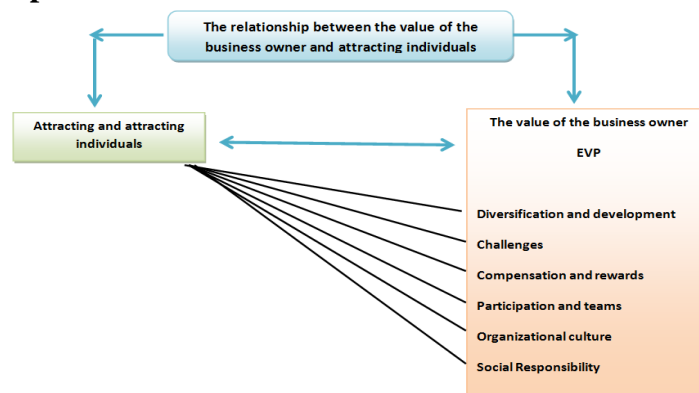 The relationship between the value of the
business owner and attracting individuals
Attracting and attracting
individuals
The value of the business owner
EVP
Diversification and development
Challenges
Compensation and rewards
Participation and teams
Organizational culture
Social Responsibility